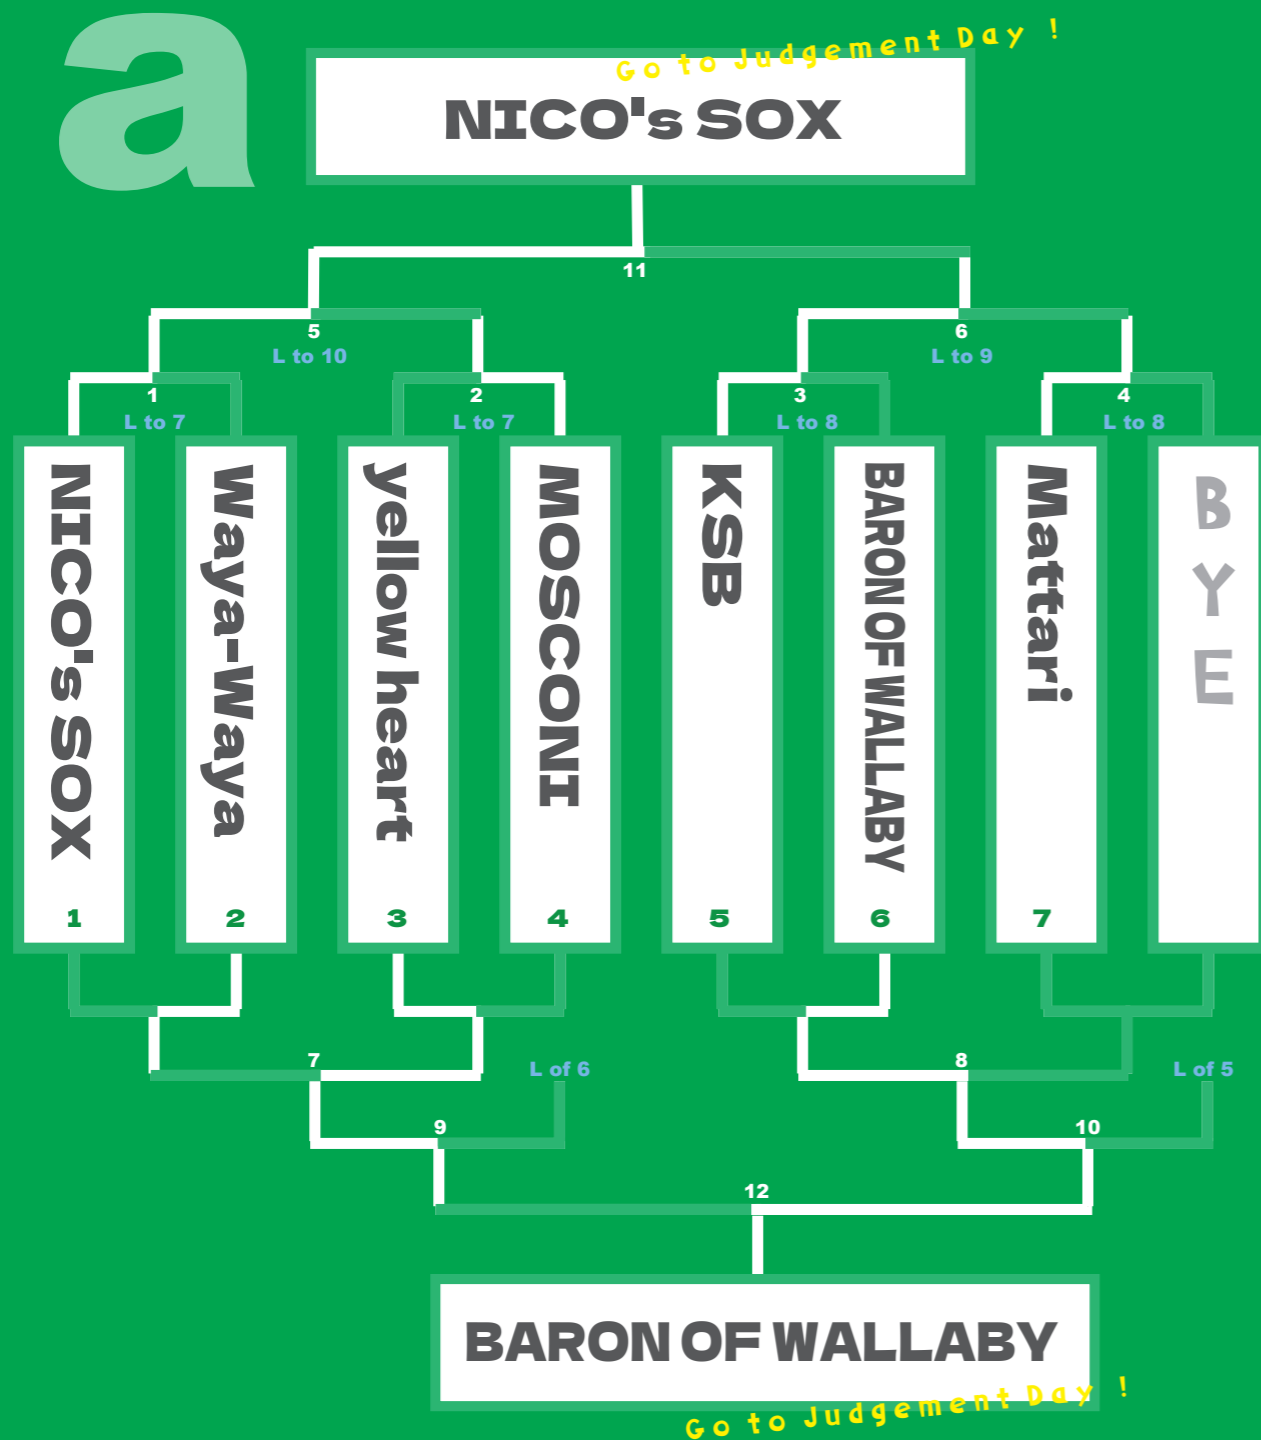 a
Go to Judgement Day !
NICO's SOX
11
5
6
L to 10
L to 9
1
2
3
4
L to 7
L to 7
L to 8
L to 8
NICO's SOX
Waya-Waya
yellow heart
MOSCONI
KSB
BARON OF WALLABY
Mattari
BYE
1
2
3
4
5
6
7
7
8
L of 6
L of 5
9
10
12
BARON OF WALLABY
Go to Judgement Day !